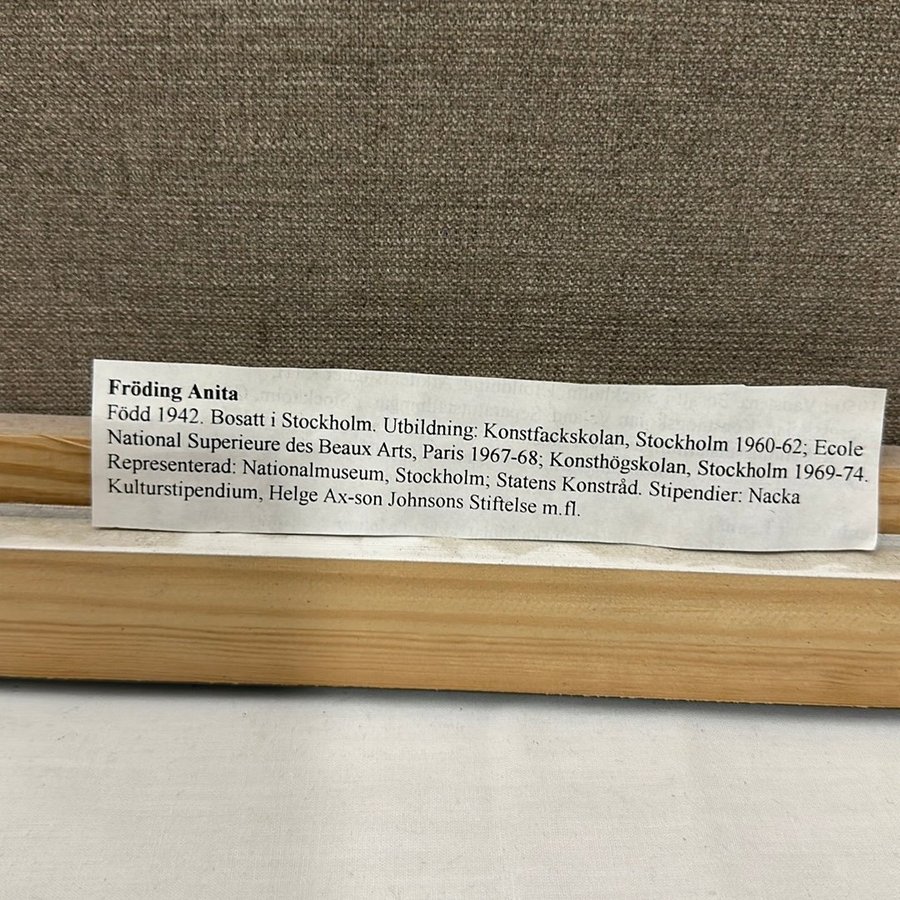 Fröding Anita
Född 1942. Bosatt i Stockholm. Utbildning: Konstfackskolan, Stockholm 1960-62; Ecole
National Superieure des Beaux Arts, Paris 1967-68; Konsthögskolan, Stockholm 1969-74.
Representerad: Nationalmuseum, Stockholm; Statens Konstråd. Stipendier: Nacka
Kulturstipendium, Helge Ax-son Johnsons Stiftelse m.fl.